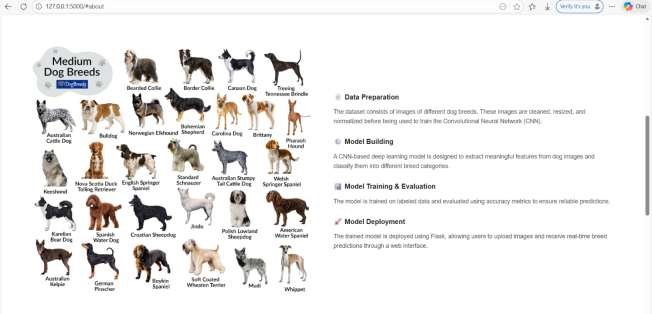 127.0.0.1:5000/#about
Verify it's you
Chat
Medium
Dog Breeds
Bearded Collie
Border Collie
Canaan Dog
Treeing
Tennessee Brindle
Australian
Cattle Dog
Bulldog
Norwegian Elkhound
Bohemian
Shepherd
Carolina Dog
Brittany
Pharaoh
Hound
Keeshond
Nova Scotia Duck
Tolling Retriever
English Springer
Spaniel
Standard
Schnauzer
Australian Stumpy
Tail Cattle Dog
Welsh
Springer Spaniel
Karelian
Bear Dog
Spanish
Water Dog
Croatian Sheepdog
Jindo
Polish Lowland
Sheepdog
American
Water Spaniel
Australian
Kelpie
German
Pinscher
Boykin
Spaniel
Soft Coated
Wheaten Terrier
Mudi
Whippet
Data Preparation
The dataset consists of images of different dog breeds. These images are cleaned, resized, and
normalized before being used to train the Convolutional Neural Network (CNN).
Model Building
A CNN-based deep learning model is designed to extract meaningful features from dog images and
classify them into different breed categories.
Model Training & Evaluation
The model is trained on labeled data and evaluated using accuracy metrics to ensure reliable predictions.
Model Deployment
The trained model is deployed using Flask, allowing users to upload images and receive real-time breed
predictions through a web interface.